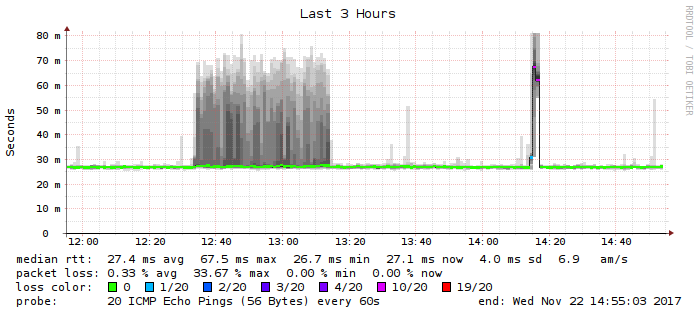 Last 3 Hours
RRDTOOL / TOBI OETIKER
Seconds
80 m
70 m
60 m
50 m
40 m
30 m
20 m
10 m
0
12:00 12:20 12:40 13:00 13:20 13:40 14:00 14:20 14:40
median rtt: 27.4 ms avg 67.5 ms max 26.7 ms min 27.1 ms now 4.0 ms sd 6.9 am/s
packet loss: 0.33 % avg 33.67 % max 0.00 % min 0.00 % now
loss color: 0 1/20 2/20 3/20 4/20 10/20 19/20
probe: 20 ICMP Echo Pings (56 Bytes) every 60s end: Wed Nov 22 14:55:03 2017